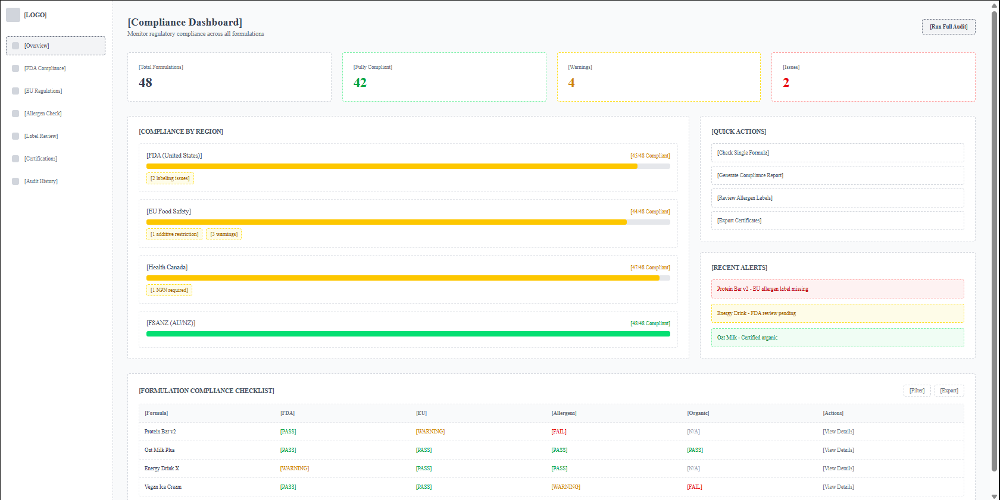 [LOGO]
[Overview]
[FDA Compliance]
[EU Regulations]
[Allergen Check]
[Label Review]
[Certifications]
[Audit History]
[Compliance Dashboard]
Monitor regulatory compliance across all formulations
[Run Full Audit]
[Total Formulations]
48
[Fully Compliant]
42
[Warnings]
4
[Issues]
2
[COMPLIANCE BY REGION]
[FDA (United States)]
[45/48 Compliant]
[2 labeling issues]
[EU Food Safety]
[44/48 Compliant]
[1 additive restriction] [3 warnings]
[Health Canada]
[47/48 Compliant]
[1 NPN required]
[FSANZ (AU/NZ)]
[48/48 Compliant]
[QUICK ACTIONS]
[Check Single Formula]
[Generate Compliance Report]
[Review Allergen Labels]
[Export Certificates]
[RECENT ALERTS]
Protein Bar v2 - EU allergen label missing
Energy Drink - FDA review pending
Oat Milk - Certified organic
[FORMULATION COMPLIANCE CHECKLIST]
[Filter] [Export]
[Formula] [FDA] [EU] [Allergens] [Organic] [Actions]
Protein Bar v2 [PASS] [WARNING] [FAIL] [N/A] [View Details]
Oat Milk Plus [PASS] [PASS] [PASS] [PASS] [View Details]
Energy Drink X [WARNING] [PASS] [PASS] [N/A] [View Details]
Vegan Ice Cream [PASS] [PASS] [WARNING] [FAIL] [View Details]